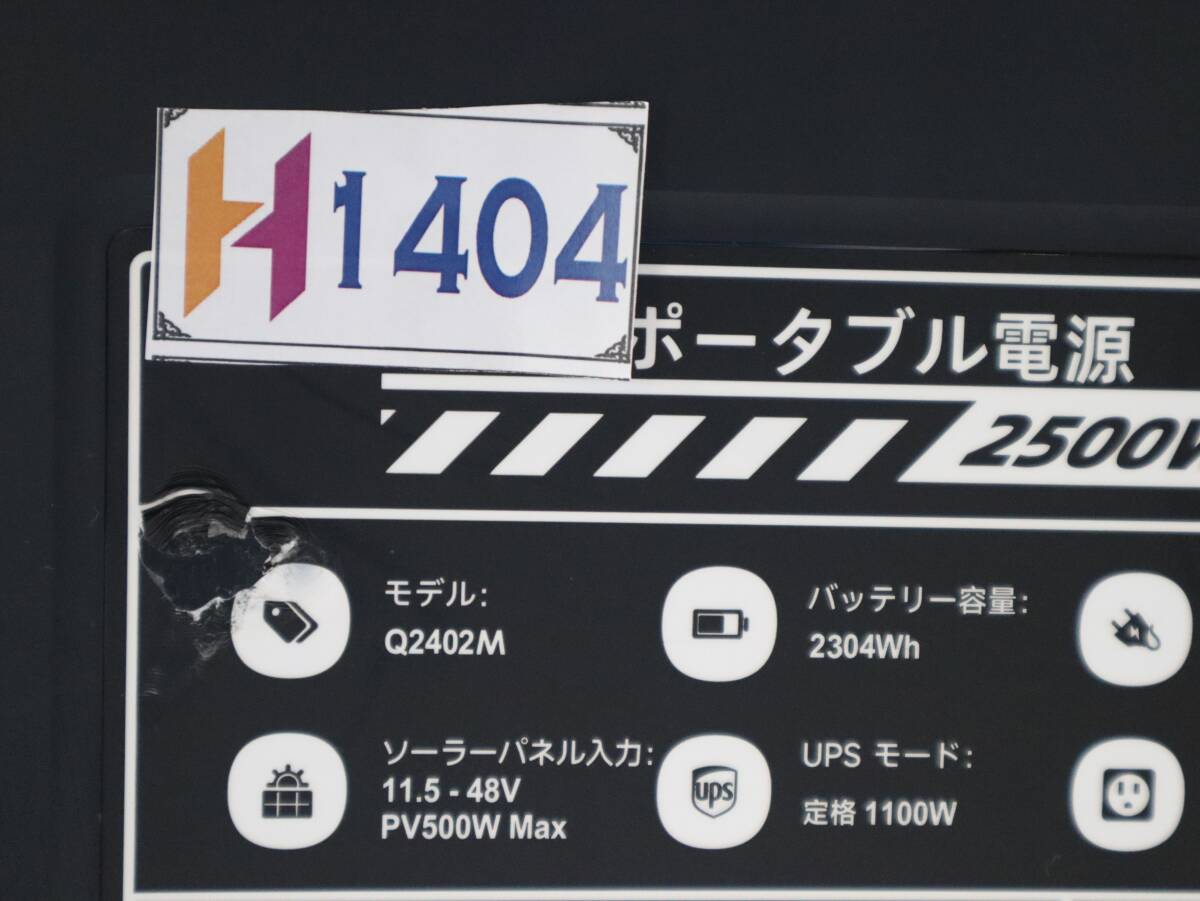 H1404
ポータブル電源
2500W
モデル:
Q2402M
バッテリー容量:
2304Wh
ソーラーパネル入力:
11.5 - 48V
PV500W Max
ups
UPS モード:
定格 1100W